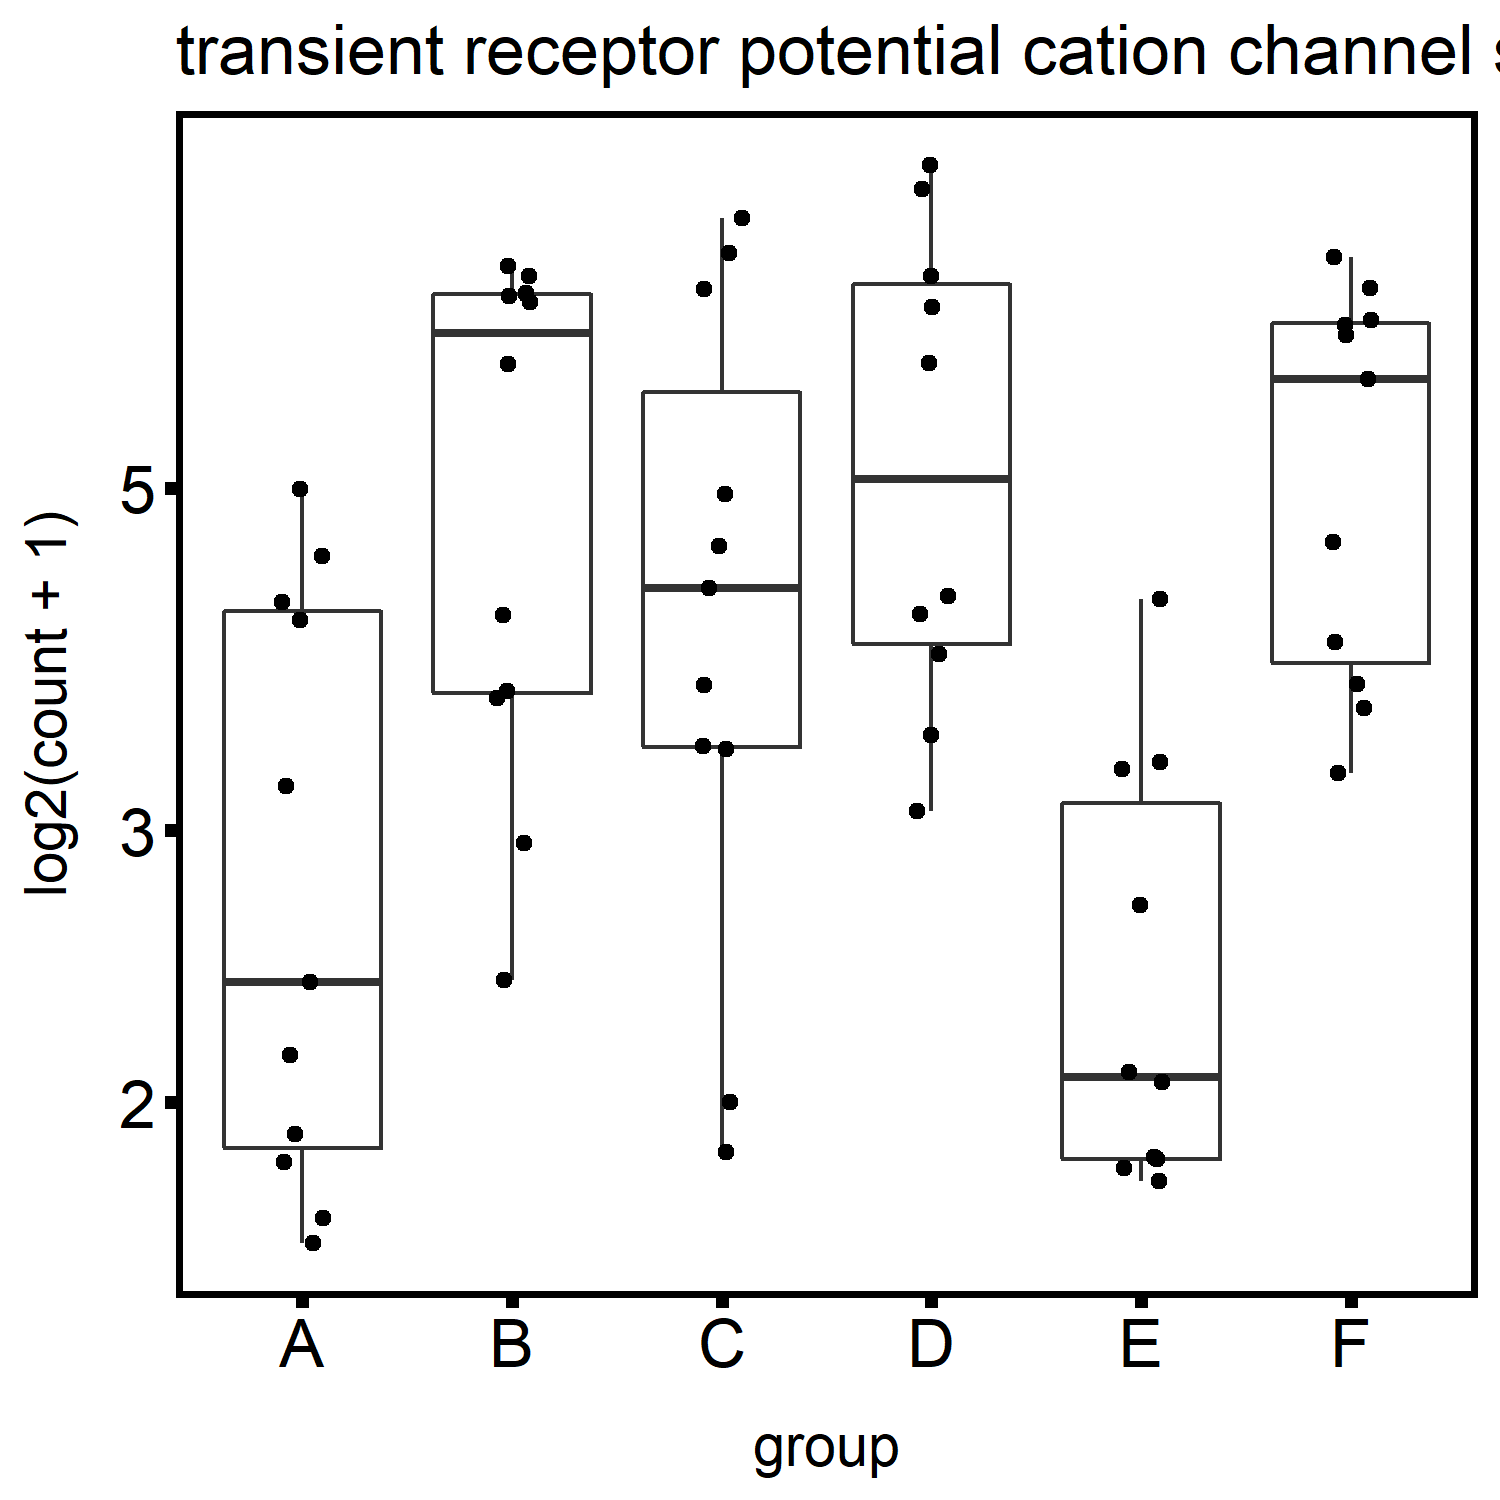 transient receptor potential cation channel
log2(count + 1)
5
3
2
A B C D E F
group